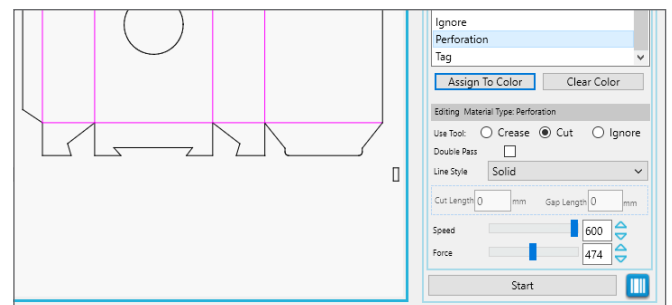 Ignore
Perforation
Tag
Assign To Color Clear Color
Editing Material Type: Perforation
Use Tool: Crease Cut Ignore
Double Pass
Line Style Solid
Cut Length 0 mm Gap Length 0 mm
Speed 600
Force 474
Start